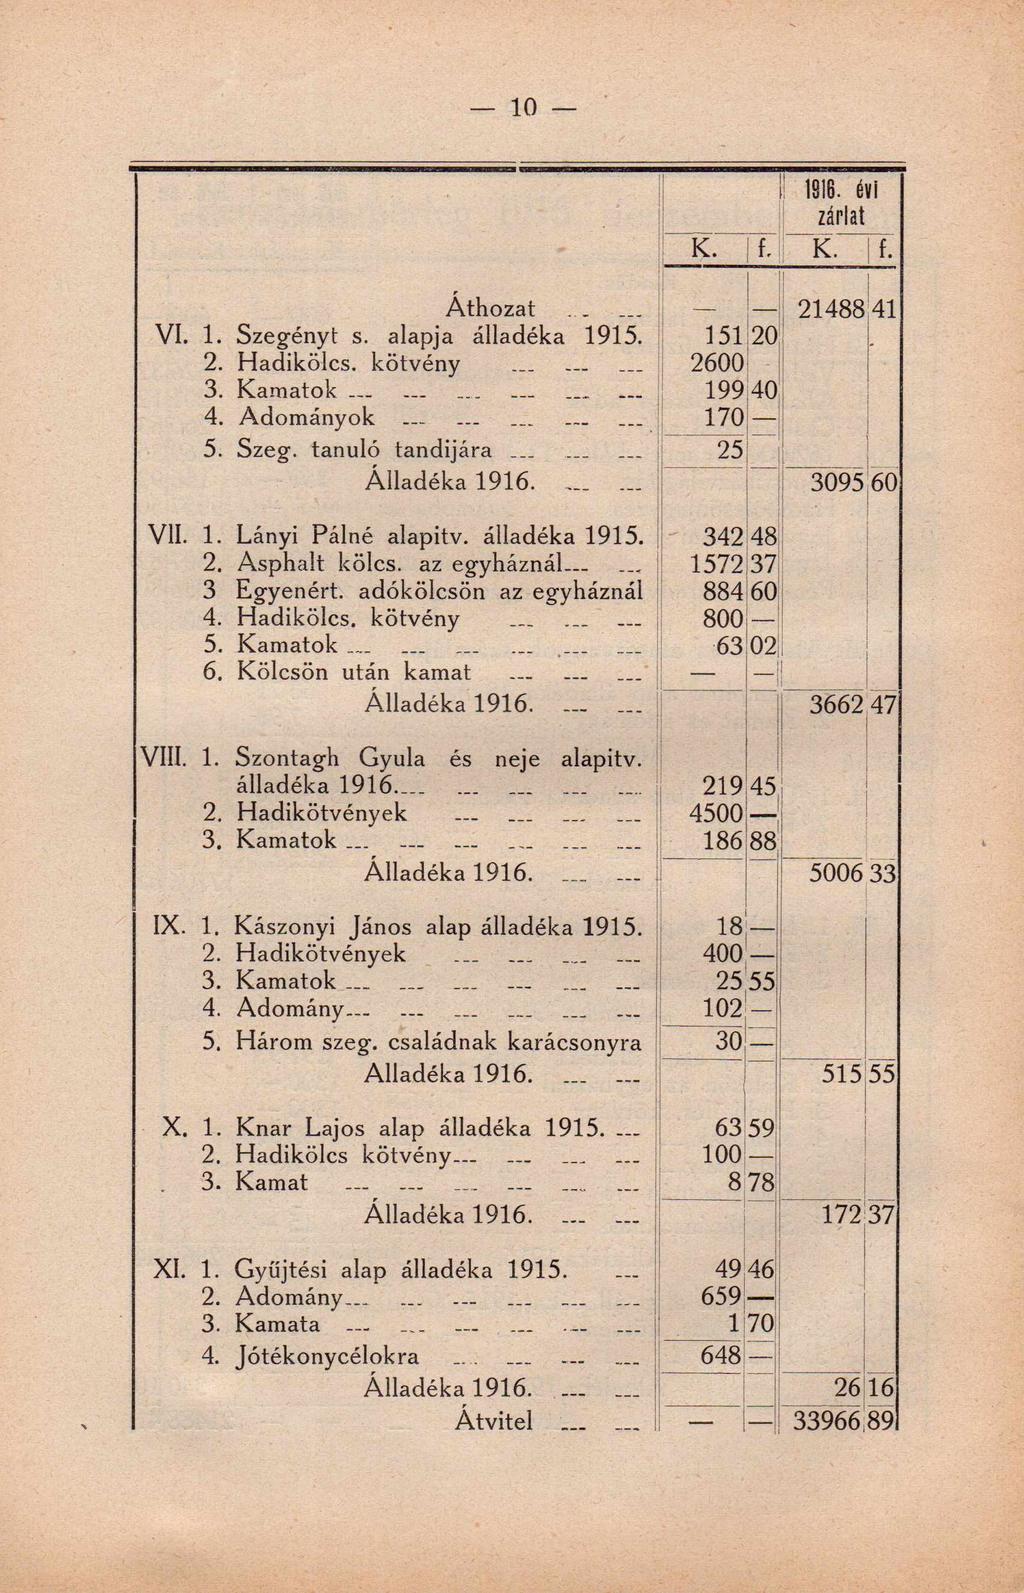 — 10 —
1916. évi
zárlat
K. f. K. f.
Áthozat — — 21488 41
VI. 1. Szegényt s. alapja álladéka 1915. 151 20
2. Hadikölcs. kötvény 2600
3. Kamatok 199 40
4. Adományok 170 —
5. Szeg. tanuló tandijára 25
Álladéka 1916. 3095 60
VII. 1. Lányi Pálné alapitv. álladéka 1915. 342 48
2. Asphalt kölcs. az egyháznál 1572 37
3 Egyenért. adókölcsön az egyháznál 884 60
4. Hadikölcs. kötvény 800 —
5. Kamatok 63 02
6. Kölcsön után kamat — —
Álladéka 1916. 3662 47
VIII. 1. Szontagh Gyula és neje alapitv.
álladéka 1916. 219 45
2. Hadikötvények 4500 —
3. Kamatok 186 88
Álladéka 1916. 5006 33
IX. 1. Kászonyi János alap álladéka 1915. 18 —
2. Hadikötvények 400 —
3. Kamatok 25 55
4. Adomány 102 —
5. Három szeg. családnak karácsonyra 30 —
Alladéka 1916. 515 55
X. 1. Knar Lajos alap álladéka 1915. 63 59
2. Hadikölcs kötvény 100 —
3. Kamat 8 78
Álladéka 1916. 172 37
XI. 1. Gyűjtési alap álladéka 1915. 49 46
2. Adomány 659 —
3. Kamata 1 70
4. Jótékonycélokra 648 —
Álladéka 1916. 26 16
Átvitel — — 33966 89